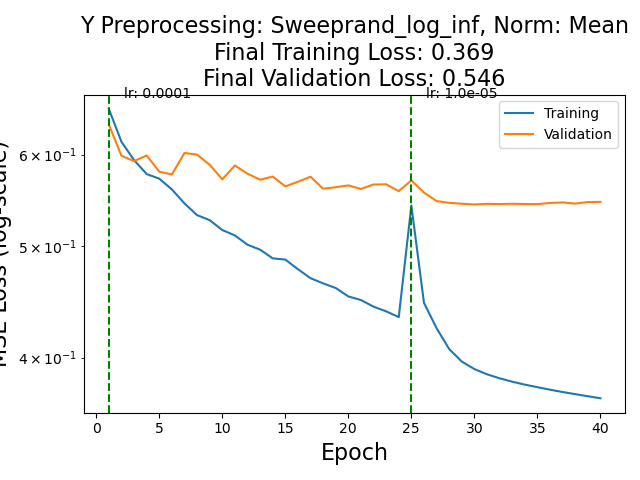 Y Preprocessing: Sweeprand_log_inf, Norm: Mean
Final Training Loss: 0.369
Final Validation Loss: 0.546
lr: 0.0001
lr: 1.0e-05
Training
Validation
6 × 10⁻¹
5 × 10⁻¹
4 × 10⁻¹
MSE Loss (log-scale)
0 5 10 15 20 25 30 35 40
Epoch